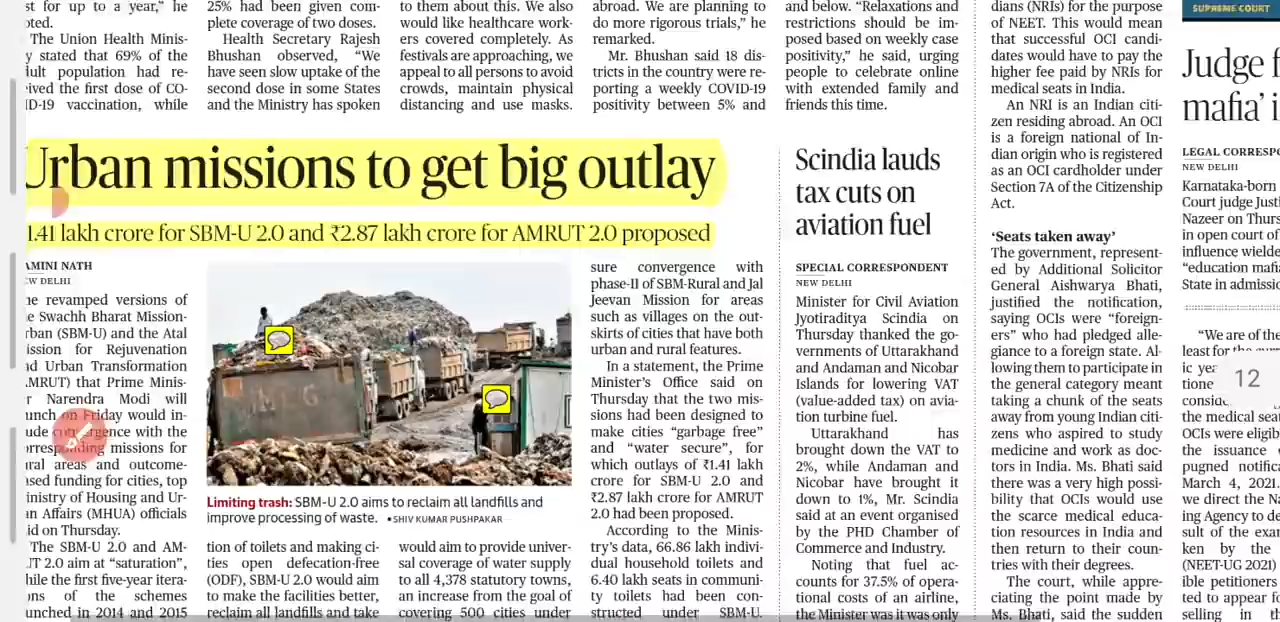 st for up to a year,” he
oted.
The Union Health Minis-
y stated that 69% of the
dult population had re-
eived the first dose of CO-
ID-19 vaccination, while
25% had been given com-
plete coverage of two doses.
Health Secretary Rajesh
Bhushan observed, “We
have seen slow uptake of the
second dose in some States
and the Ministry has spoken
to them about this. We also
would like healthcare work-
ers covered completely. As
festivals are approaching, we
appeal to all persons to avoid
crowds, maintain physical
distancing and use masks.
abroad. We are planning to
do more rigorous trials,” he
remarked.
Mr. Bhushan said 18 dis-
tricts in the country were re-
porting a weekly COVID-19
positivity between 5% and
and below. “Relaxations and
restrictions should be im-
posed based on weekly case
positivity,” he said, urging
people to celebrate online
with extended family and
friends this time.
Urban missions to get big outlay
1.41 lakh crore for SBM-U 2.0 and ₹2.87 lakh crore for AMRUT 2.0 proposed
AMINI NATH
EW DELHI
he revamped versions of
e Swachh Bharat Mission-
rban (SBM-U) and the Atal
ission for Rejuvenation
nd Urban Transformation
AMRUT) that Prime Minis-
r Narendra Modi will
unch on Friday would in-
ude convergence with the
orresponding missions for
ral areas and outcome-
sed funding for cities, top
inistry of Housing and Ur-
an Affairs (MHUA) officials
id on Thursday.
The SBM-U 2.0 and AM-
UT 2.0 aim at “saturation”,
hile the first five-year itera-
ons of the schemes
unched in 2014 and 2015
Limiting trash: SBM-U 2.0 aims to reclaim all landfills and
improve processing of waste. • SHIV KUMAR PUSHPAKAR
tion of toilets and making ci-
ties open defecation-free
(ODF), SBM-U 2.0 would aim
to make the facilities better,
reclaim all landfills and take
would aim to provide univer-
sal coverage of water supply
to all 4,378 statutory towns,
an increase from the goal of
covering 500 cities under
sure convergence with
phase-II of SBM-Rural and Jal
Jeevan Mission for areas
such as villages on the out-
skirts of cities that have both
urban and rural features.
In a statement, the Prime
Minister’s Office said on
Thursday that the two mis-
sions had been designed to
make cities “garbage free”
and “water secure”, for
which outlays of ₹1.41 lakh
crore for SBM-U 2.0 and
₹2.87 lakh crore for AMRUT
2.0 had been proposed.
According to the Minis-
try’s data, 66.86 lakh indivi-
dual household toilets and
6.40 lakh seats in communi-
ty toilets had been con-
structed under SBM-U.
Scindia lauds
tax cuts on
aviation fuel
SPECIAL CORRESPONDENT
NEW DELHI
Minister for Civil Aviation
Jyotiraditya Scindia on
Thursday thanked the go-
vernments of Uttarakhand
and Andaman and Nicobar
Islands for lowering VAT
(value-added tax) on avia-
tion turbine fuel.
Uttarakhand has
brought down the VAT to
2%, while Andaman and
Nicobar have brought it
down to 1%, Mr. Scindia
said at an event organised
by the PHD Chamber of
Commerce and Industry.
Noting that fuel ac-
counts for 37.5% of opera-
tional costs of an airline,
the Minister was it was only
dians (NRIs) for the purpose
of NEET. This would mean
that successful OCI candi-
dates would have to pay the
higher fee paid by NRIs for
medical seats in India.
An NRI is an Indian citi-
zen residing abroad. An OCI
is a foreign national of In-
dian origin who is registered
as an OCI cardholder under
Section 7A of the Citizenship
Act.
‘Seats taken away’
The government, represent-
ed by Additional Solicitor
General Aishwarya Bhati,
justified the notification,
saying OCIs were “foreign-
ers” who had pledged alle-
giance to a foreign state. Al-
lowing them to participate in
the general category meant
taking a chunk of the seats
away from young Indian citi-
zens who aspired to study
medicine and work as doc-
tors in India. Ms. Bhati said
there was a very high possi-
bility that OCIs would use
the scarce medical educa-
tion resources in India and
then return to their coun-
tries with their degrees.
The court, while appre-
ciating the point made by
Ms. Bhati, said the sudden
SUPREME COURT
Judge f
mafia’ i
LEGAL CORRESPO
NEW DELHI
Karnataka-born
Court judge Justi
Nazeer on Thurs
in open court of
influence wielde
“education mafi
State in admissio
“We are of the
least for the curr
ic yea
tione
consid
the medical seat
OCIs were eligib
the issuance o
pugned notifica
March 4, 2021.
we direct the Na
ing Agency to de
sult of the exam
ken by the
(NEET-UG 2021)
ible petitioners
ted to appear fo
selling in th
12